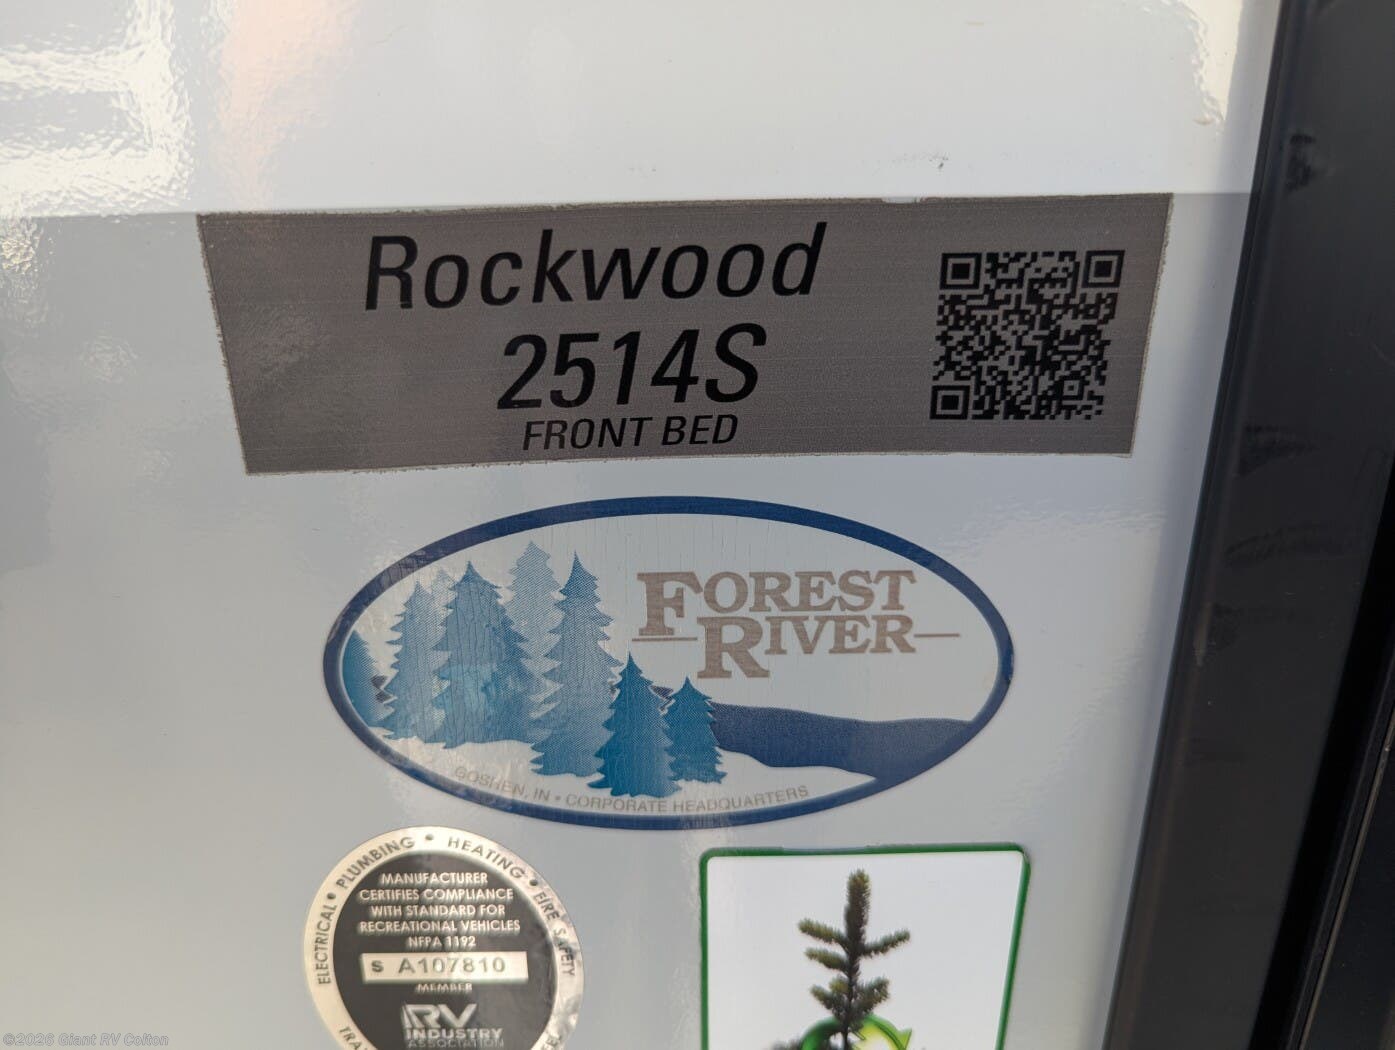 Rockwood
2514S
FRONT BED
FOREST
RIVER
GOSHEN, IN • CORPORATE HEADQUARTERS
ELECTRICAL • PLUMBING • HEATING • FIRE SAFETY
MANUFACTURER
CERTIFIES COMPLIANCE
WITH STANDARD FOR
RECREATIONAL VEHICLES
NFPA 1192
S A107810
MEMBER
RV
INDUSTRY
ASSOCIATION
©2026 Giant RV Colton